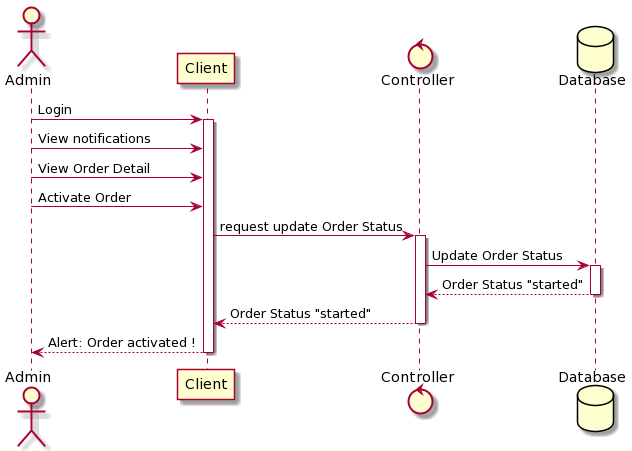 Admin
Client
Controller
Database
Login
View notifications
View Order Detail
Activate Order
request update Order Status
Update Order Status
Order Status "started"
Order Status "started"
Alert: Order activated !
Admin
Client
Controller
Database